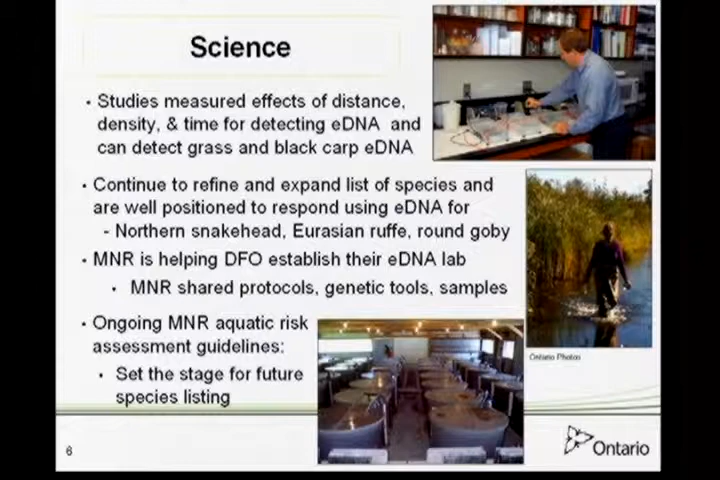 Science
• Studies measured effects of distance,
density, & time for detecting eDNA and
can detect grass and black carp eDNA
• Continue to refine and expand list of species and
are well positioned to respond using eDNA for
- Northern snakehead, Eurasian ruffe, round goby
• MNR is helping DFO establish their eDNA lab
• MNR shared protocols, genetic tools, samples
• Ongoing MNR aquatic risk
assessment guidelines:
• Set the stage for future
species listing
Ontario Photos
6
Ontario